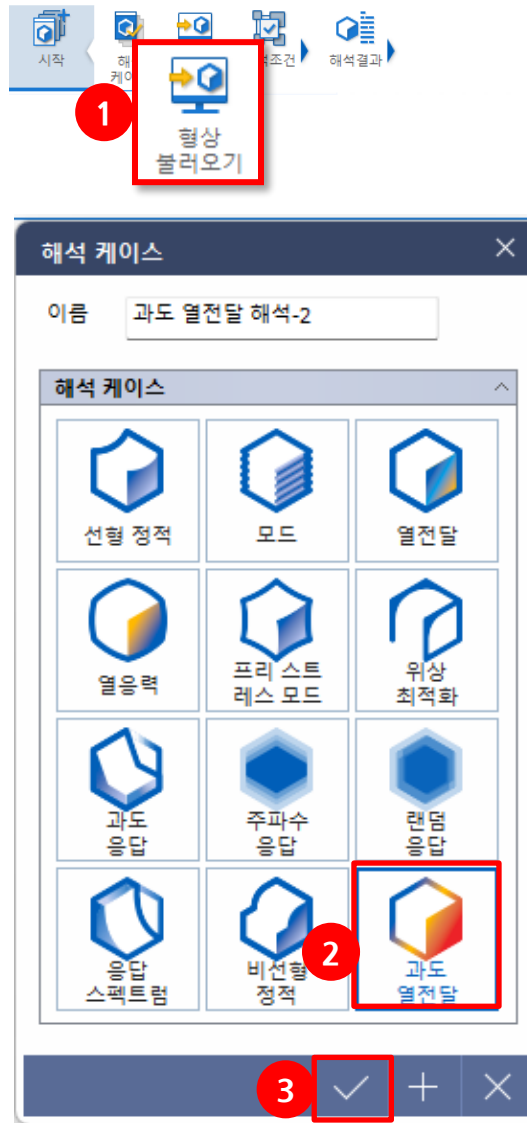 시작
해
케이
조건
해석결과
1
형상
불러오기
해석 케이스
이름
과도 열전달 해석-2
해석 케이스
선형 정적
모드
열전달
열응력
프리 스트
레스 모드
위상
최적화
과도
응답
주파수
응답
랜덤
응답
응답
스펙트럼
비선형
정적
2
과도
열전달
3